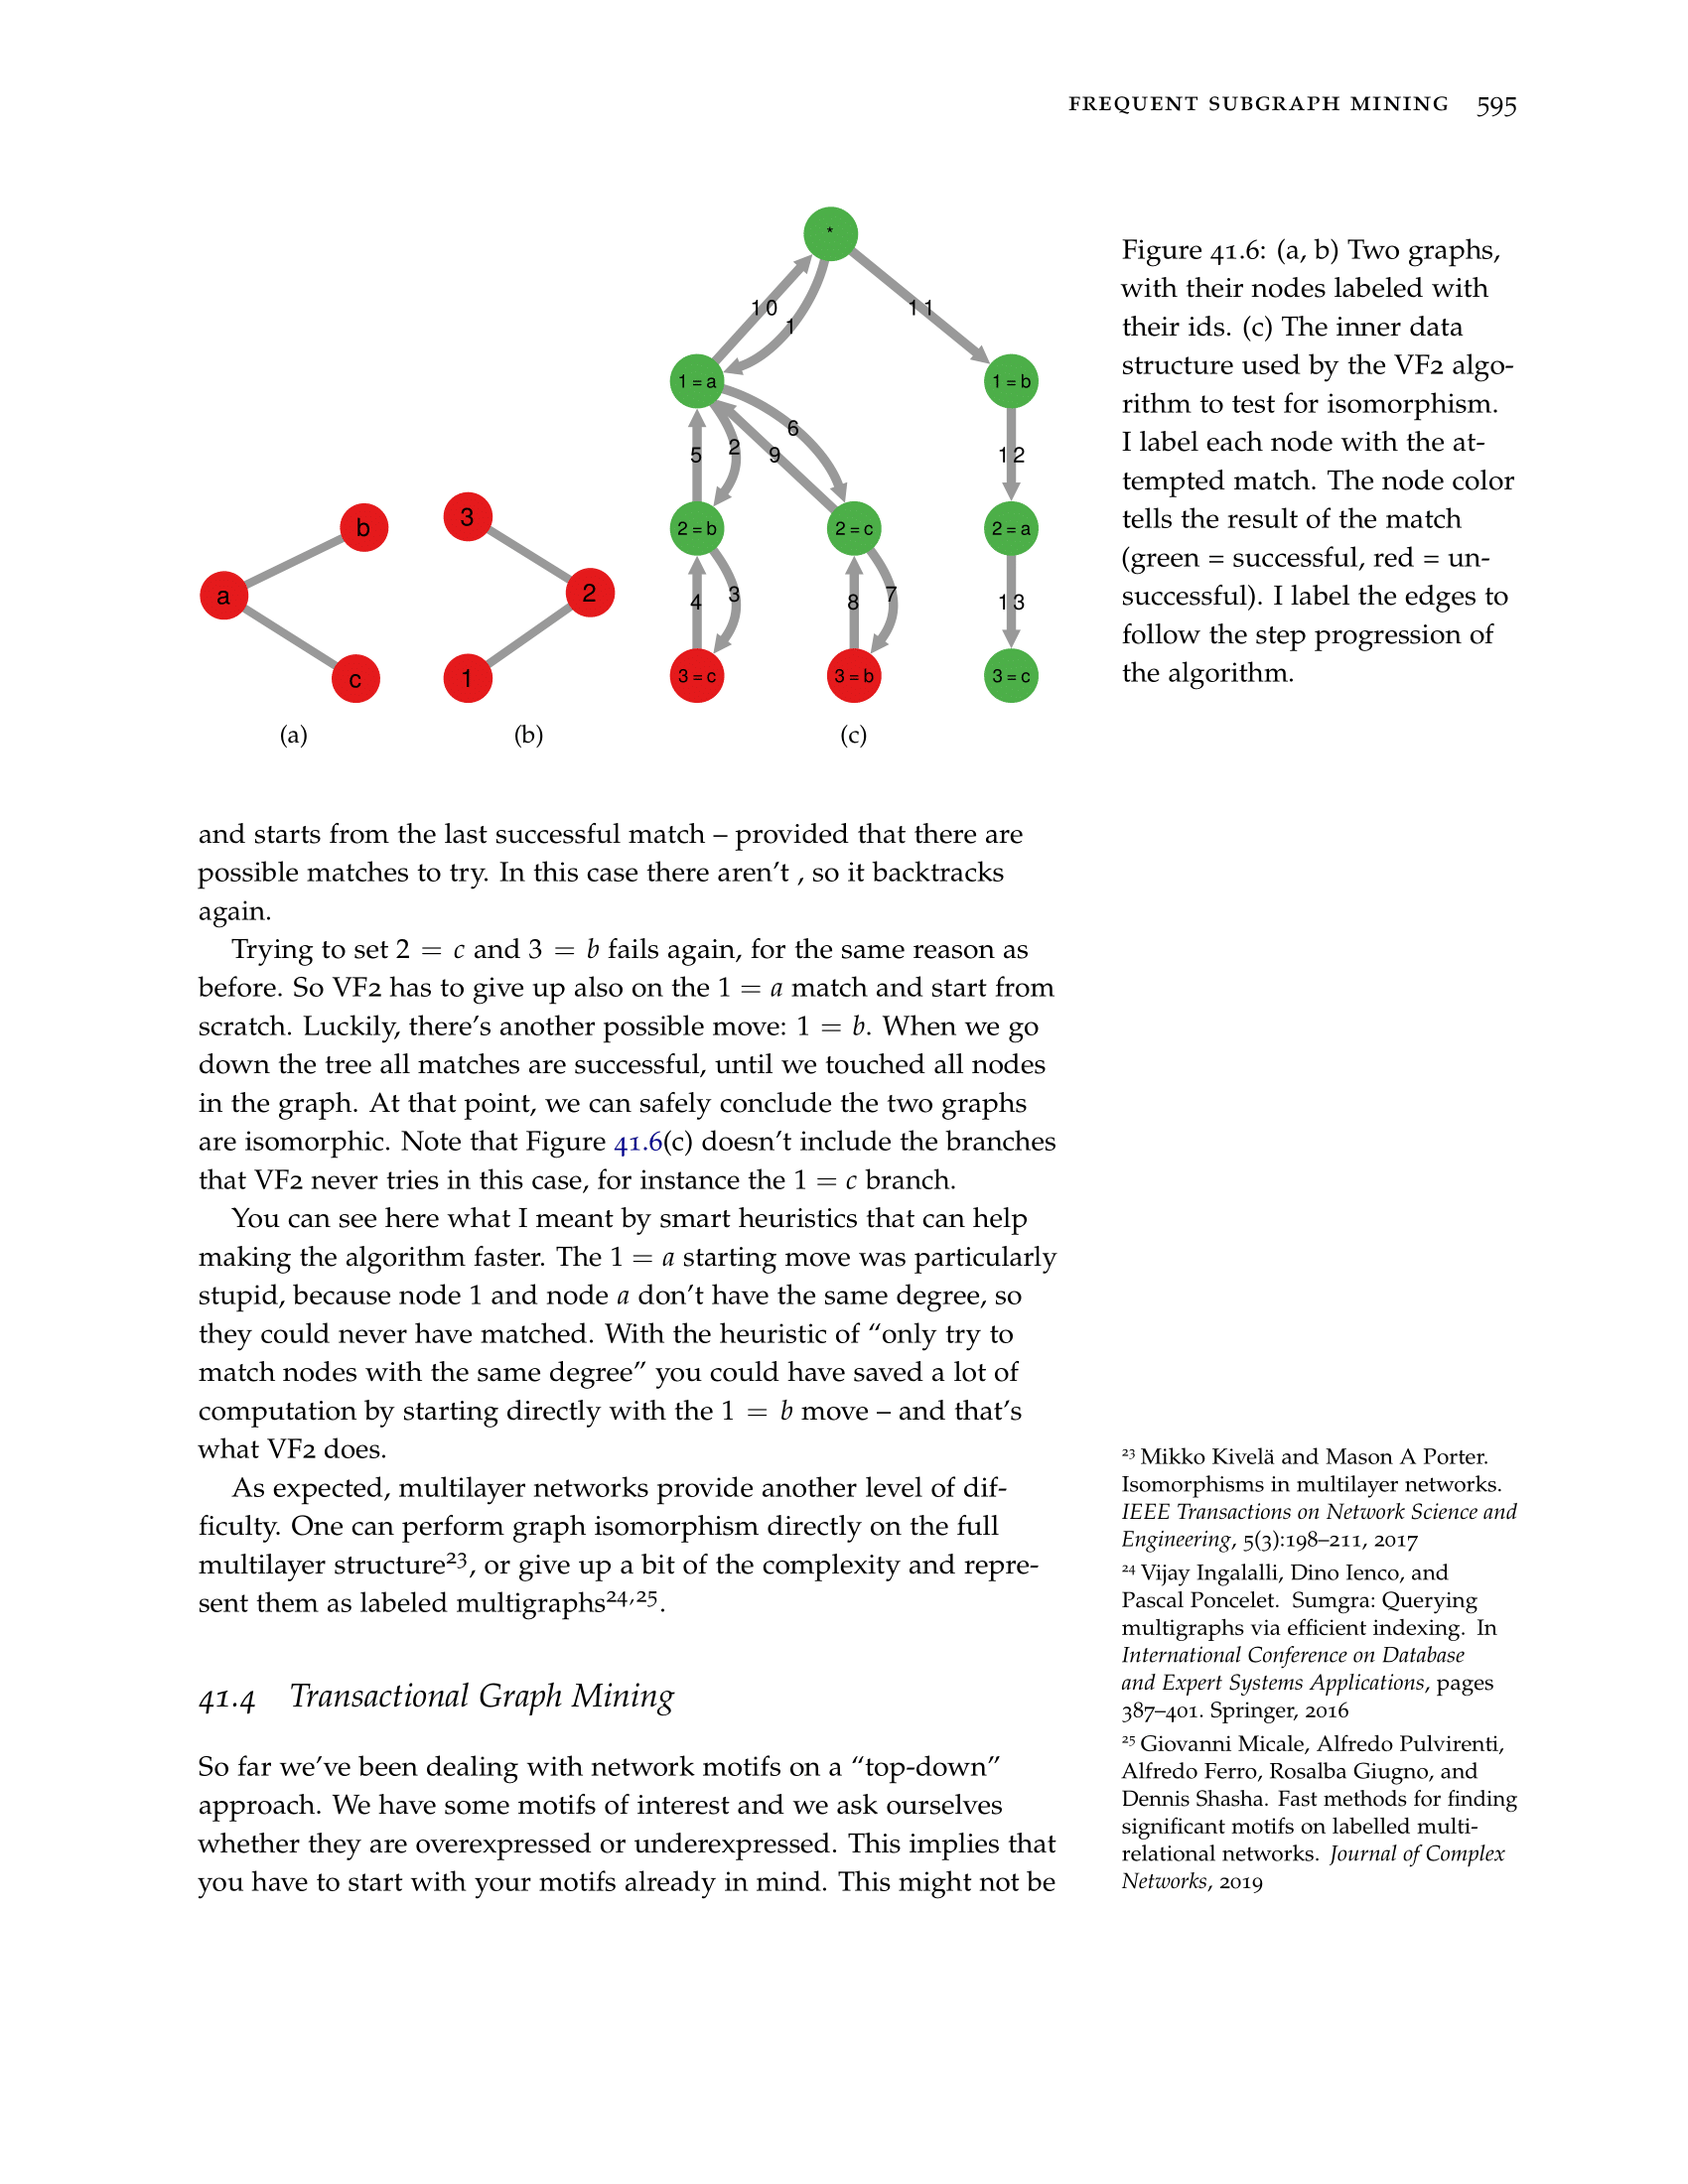 FREQUENT SUBGRAPH MINING 595
*
10
1
11
1 = a
1 = b
6
5
2
9
12
3
b
2 = b
2 = c
2 = a
a
2
4
3
8
7
13
c
1
3 = c
3 = b
3 = c
(a)
(b)
(c)
Figure 41.6: (a, b) Two graphs,
with their nodes labeled with
their ids. (c) The inner data
structure used by the VF2 algo-
rithm to test for isomorphism.
I label each node with the at-
tempted match. The node color
tells the result of the match
(green = successful, red = un-
successful). I label the edges to
follow the step progression of
the algorithm.
and starts from the last successful match – provided that there are
possible matches to try. In this case there aren't , so it backtracks
again.
Trying to set 2 = c and 3 = b fails again, for the same reason as
before. So VF2 has to give up also on the 1 = a match and start from
scratch. Luckily, there's another possible move: 1 = b. When we go
down the tree all matches are successful, until we touched all nodes
in the graph. At that point, we can safely conclude the two graphs
are isomorphic. Note that Figure 41.6(c) doesn't include the branches
that VF2 never tries in this case, for instance the 1 = c branch.
You can see here what I meant by smart heuristics that can help
making the algorithm faster. The 1 = a starting move was particularly
stupid, because node 1 and node a don't have the same degree, so
they could never have matched. With the heuristic of "only try to
match nodes with the same degree" you could have saved a lot of
computation by starting directly with the 1 = b move – and that's
what VF2 does.
As expected, multilayer networks provide another level of dif-
ficulty. One can perform graph isomorphism directly on the full
multilayer structure²³, or give up a bit of the complexity and repre-
sent them as labeled multigraphs²⁴,²⁵.
41.4 Transactional Graph Mining
So far we've been dealing with network motifs on a "top-down"
approach. We have some motifs of interest and we ask ourselves
whether they are overexpressed or underexpressed. This implies that
you have to start with your motifs already in mind. This might not be
²³ Mikko Kivelä and Mason A Porter.
Isomorphisms in multilayer networks.
IEEE Transactions on Network Science and
Engineering, 5(3):198–211, 2017
²⁴ Vijay Ingalalli, Dino Ienco, and
Pascal Poncelet. Sumgra: Querying
multigraphs via efficient indexing. In
International Conference on Database
and Expert Systems Applications, pages
387–401. Springer, 2016
²⁵ Giovanni Micale, Alfredo Pulvirenti,
Alfredo Ferro, Rosalba Giugno, and
Dennis Shasha. Fast methods for finding
significant motifs on labelled multi-
relational networks. Journal of Complex
Networks, 2019